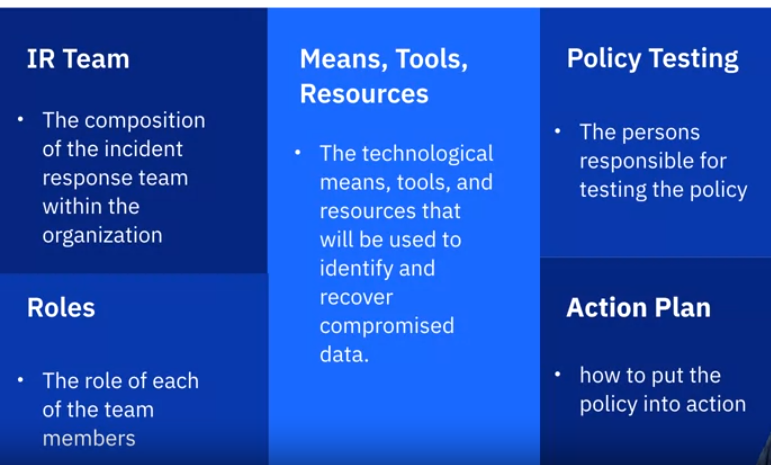 IR Team
• The composition
of the incident
response team
within the
organization
Roles
• The role of each
of the team
members
Means, Tools,
Resources
• The technological
means, tools, and
resources that
will be used to
identify and
recover
compromised
data.
Policy Testing
• The persons
responsible for
testing the policy
Action Plan
• how to put the
policy into action